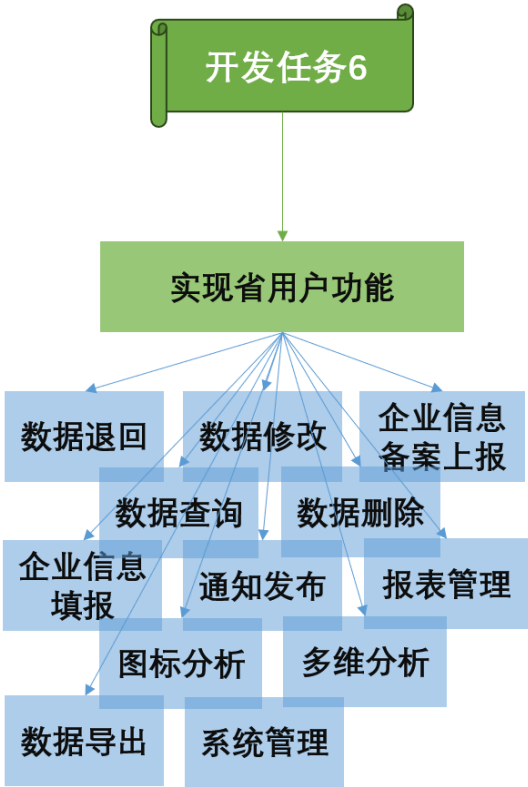 开发任务6
实现省用户功能
数据退回
数据修改
企业信息
备案上报
数据查询
数据删除
企业信息
填报
通知发布
报表管理
图标分析
多维分析
数据导出
系统管理